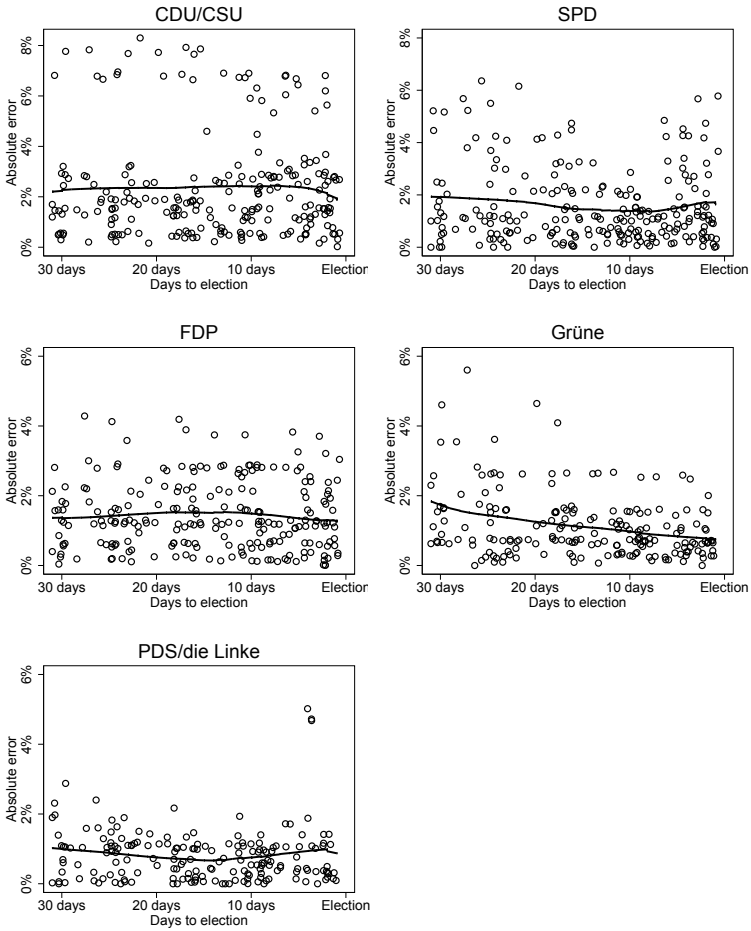 CDU/CSU
Absolute error
8%
6%
4%
2%
0%
30 days
20 days
10 days
Election
Days to election
SPD
Absolute error
8%
6%
4%
2%
0%
30 days
20 days
10 days
Election
Days to election
FDP
Absolute error
6%
4%
2%
0%
30 days
20 days
10 days
Election
Days to election
Grüne
Absolute error
6%
4%
2%
0%
30 days
20 days
10 days
Election
Days to election
PDS/die Linke
Absolute error
6%
4%
2%
0%
30 days
20 days
10 days
Election
Days to election